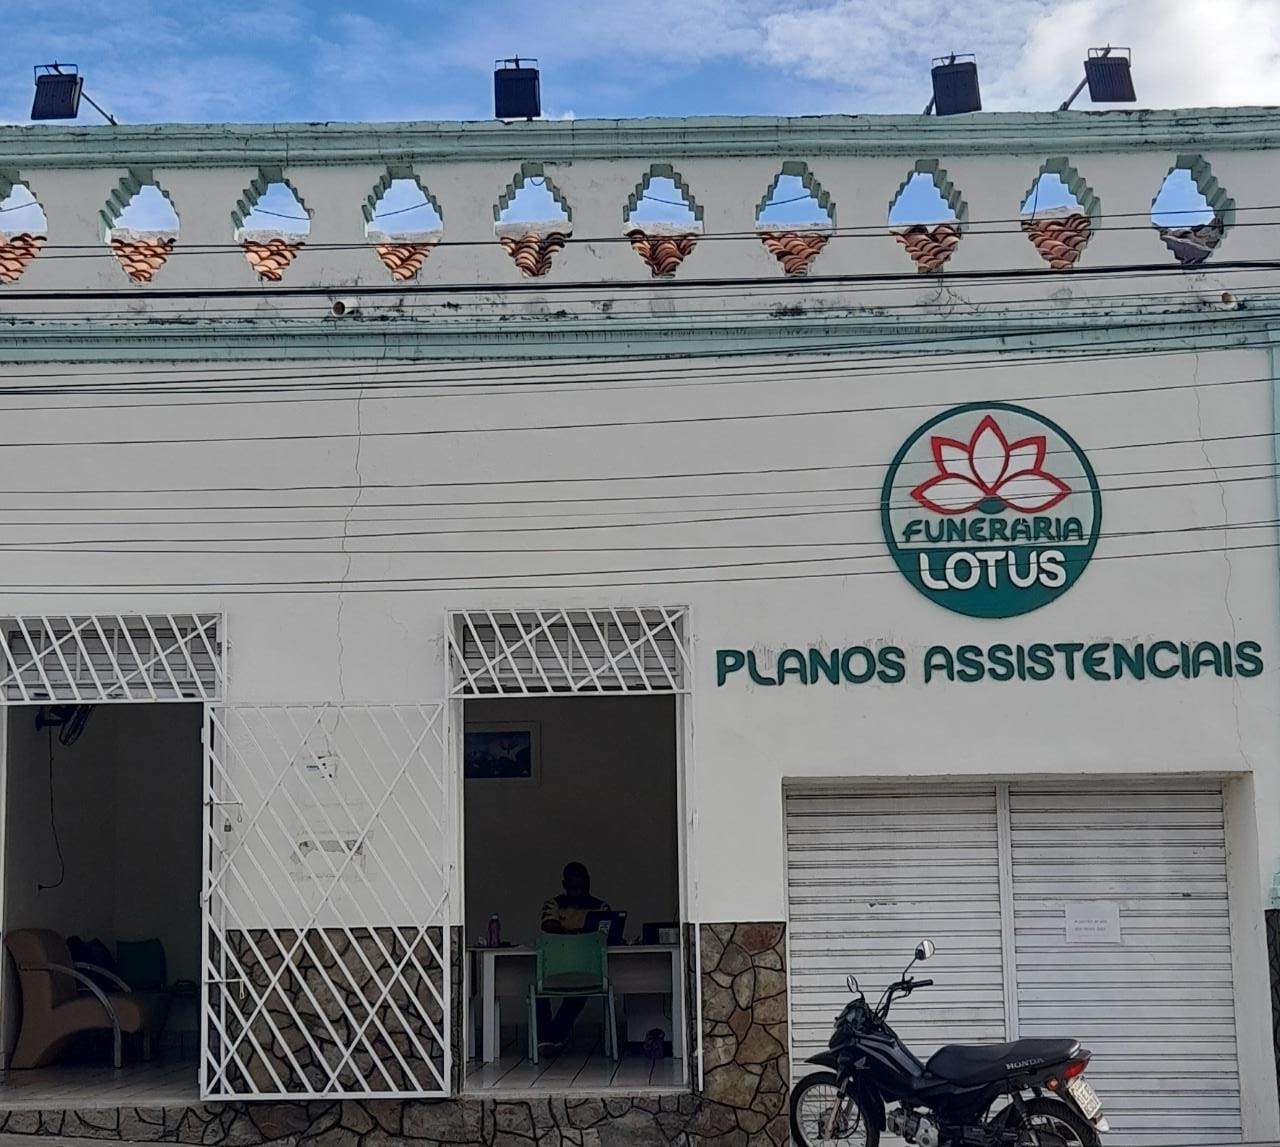 FUNERÁRIA
LOTUS
PLANOS ASSISTENCIAIS
HONDA